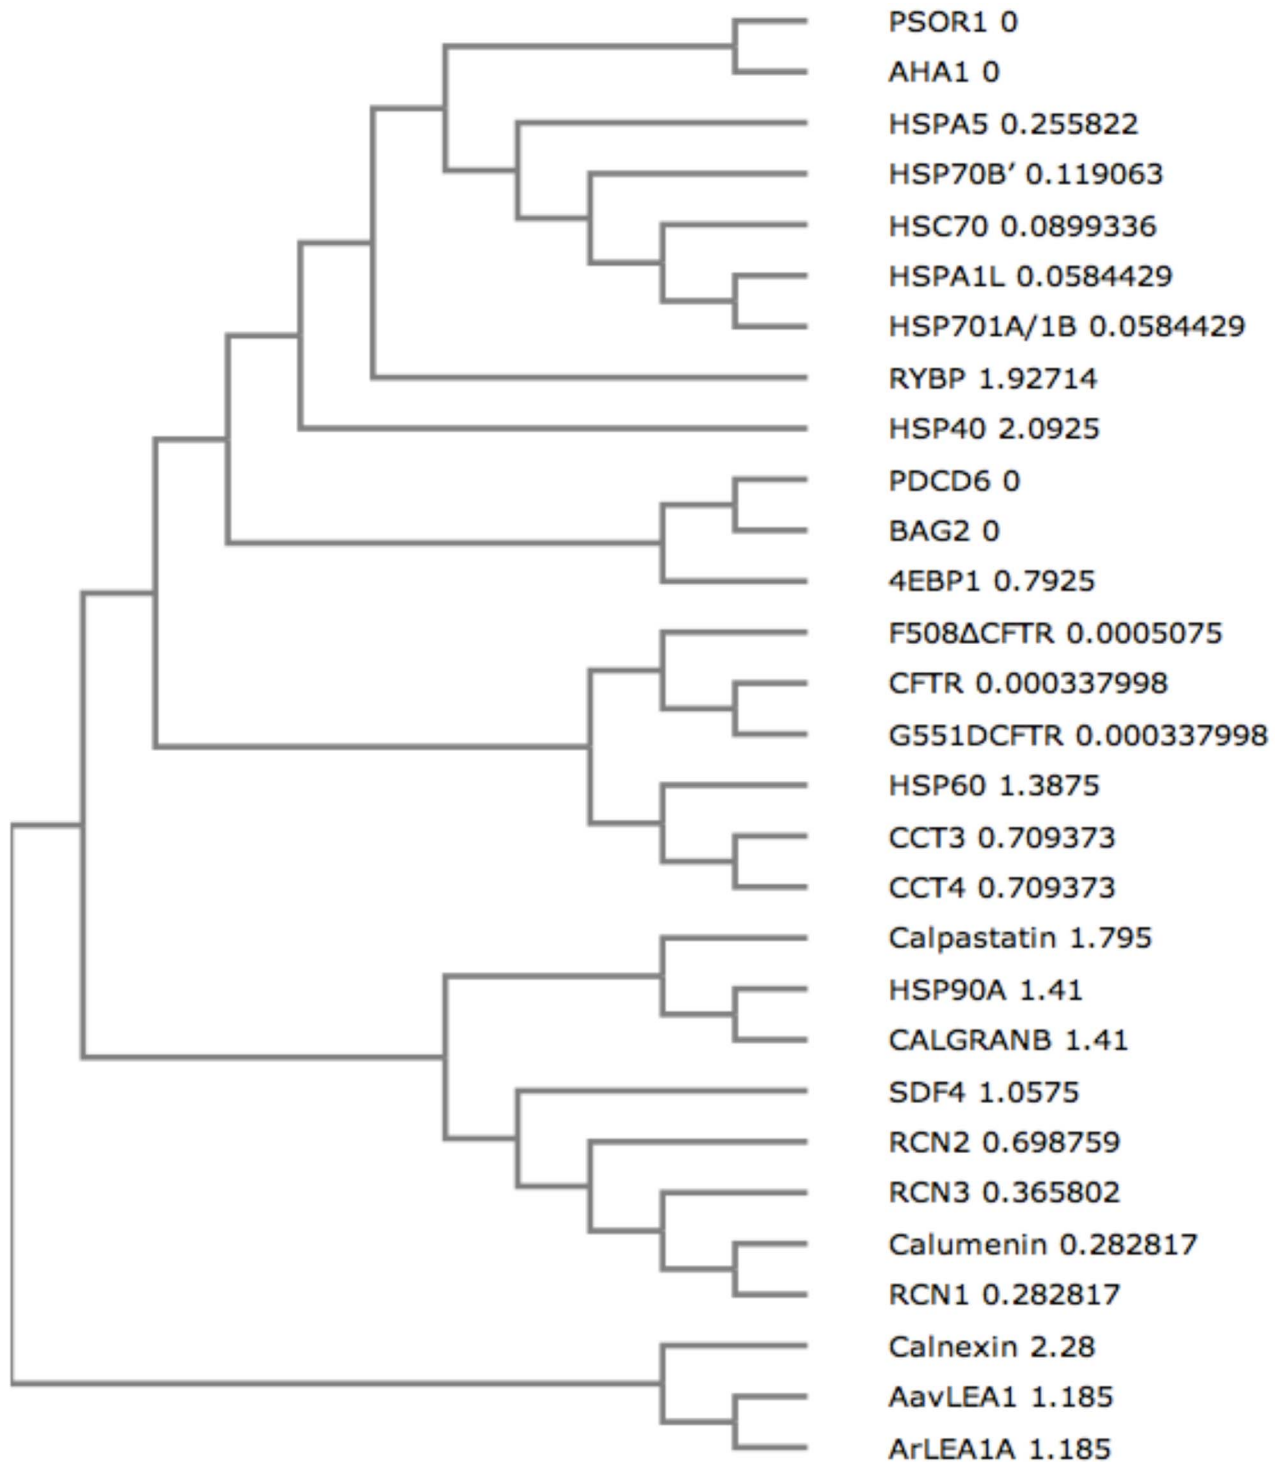 PSOR1 0
AHA1 0
HSPA5 0.255822
HSP70B’ 0.119063
HSC70 0.0899336
HSPA1L 0.0584429
HSP701A/1B 0.0584429
RYBP 1.92714
HSP40 2.0925
PDCD6 0
BAG2 0
4EBP1 0.7925
F508ΔCFTR 0.0005075
CFTR 0.000337998
G551DCFTR 0.000337998
HSP60 1.3875
CCT3 0.709373
CCT4 0.709373
Calpastatin 1.795
HSP90A 1.41
CALGRANB 1.41
SDF4 1.0575
RCN2 0.698759
RCN3 0.365802
Calumenin 0.282817
RCN1 0.282817
Calnexin 2.28
AavLEA1 1.185
ArLEA1A 1.185